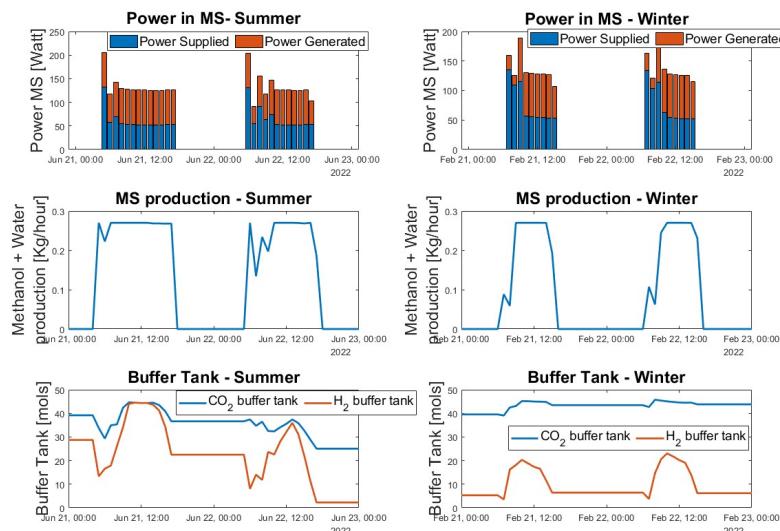 Power in MS- Summer
Power MS [Watt]
250
200
150
100
50
0
Power Supplied Power Generated
Jun 21, 00:00 Jun 21, 12:00 Jun 22, 00:00 Jun 22, 12:00 Jun 23, 00:00
2022
Power in MS - Winter
Power MS [Watt]
200
150
100
50
0
Power Supplied Power Generated
Feb 21, 00:00 Feb 21, 12:00 Feb 22, 00:00 Feb 22, 12:00 Feb 23, 00:00
2022
MS production - Summer
Methanol + Water
production [Kg/hour]
0.3
0.2
0.1
0
Jun 21, 00:00 Jun 21, 12:00 Jun 22, 00:00 Jun 22, 12:00 Jun 23, 00:00
2022
MS production - Winter
Methanol + Water
production [Kg/hour]
0.3
0.2
0.1
0
Feb 21, 00:00 Feb 21, 12:00 Feb 22, 00:00 Feb 22, 12:00 Feb 23, 00:00
2022
Buffer Tank - Summer
Buffer Tank [mols]
50
40
30
20
10
0
CO2 buffer tank H2 buffer tank
Jun 21, 00:00 Jun 21, 12:00 Jun 22, 00:00 Jun 22, 12:00 Jun 23, 00:00
2022
Buffer Tank - Winter
Buffer Tank [mols]
50
40
30
20
10
0
CO2 buffer tank H2 buffer tank
Feb 21, 00:00 Feb 21, 12:00 Feb 22, 00:00 Feb 22, 12:00 Feb 23, 00:00
2022